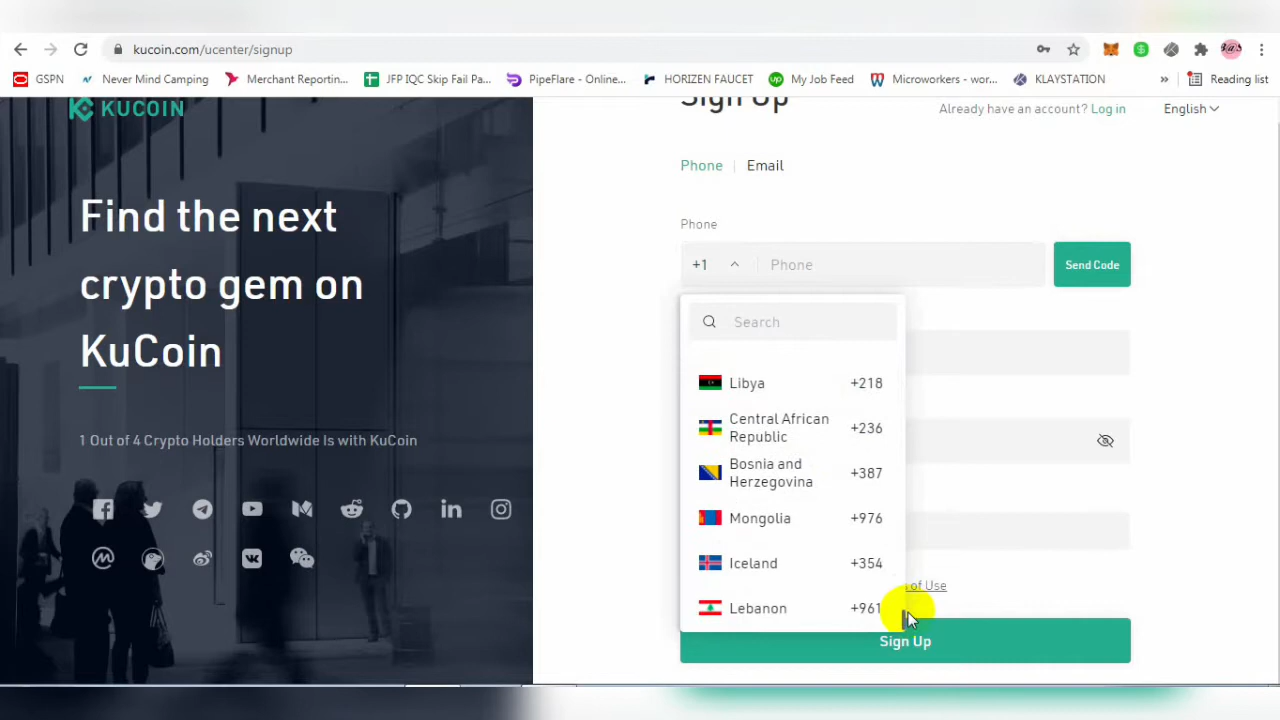 kucoin.com/ucenter/signup
GSPN
Never Mind Camping
Merchant Reportin...
JFP IQC Skip Fail Pa...
PipeFlare - Online...
HORIZEN FAUCET
My Job Feed
Microworkers - wor...
KLAYSTATION
»
Reading list
KUCOIN
Sign Up
Already have an account? Log in
English
Find the next
crypto gem on
KuCoin
1 Out of 4 Crypto Holders Worldwide Is with KuCoin
Phone | Email
Phone
+1
Phone
Send Code
Search
Libya +218
Central African
Republic +236
Bosnia and
Herzegovina +387
Mongolia +976
Iceland +354
Lebanon +961
of Use
Sign Up